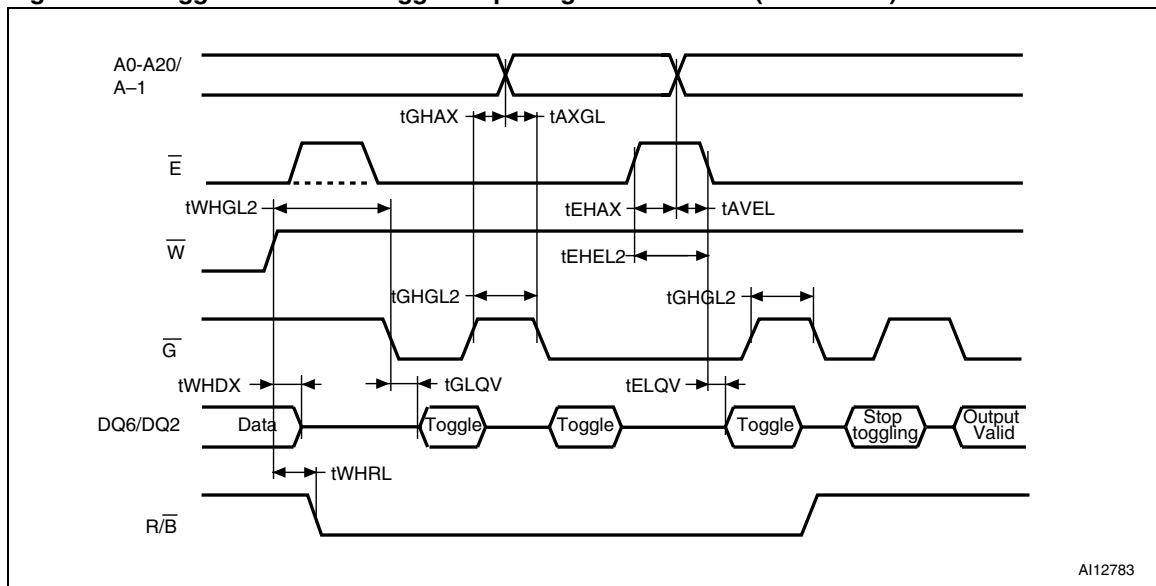 A0-A20/
A–1
tGHAX
tAXGL
E
tWHGL2
tEHAX
tAVEL
W
tEHEL2
tGHGL2
tGHGL2
G
tWHDX
tGLQV
tELQV
DQ6/DQ2
Data
Toggle
Toggle
Toggle
Stop
toggling
Output
Valid
tWHRL
R/B
AI12783